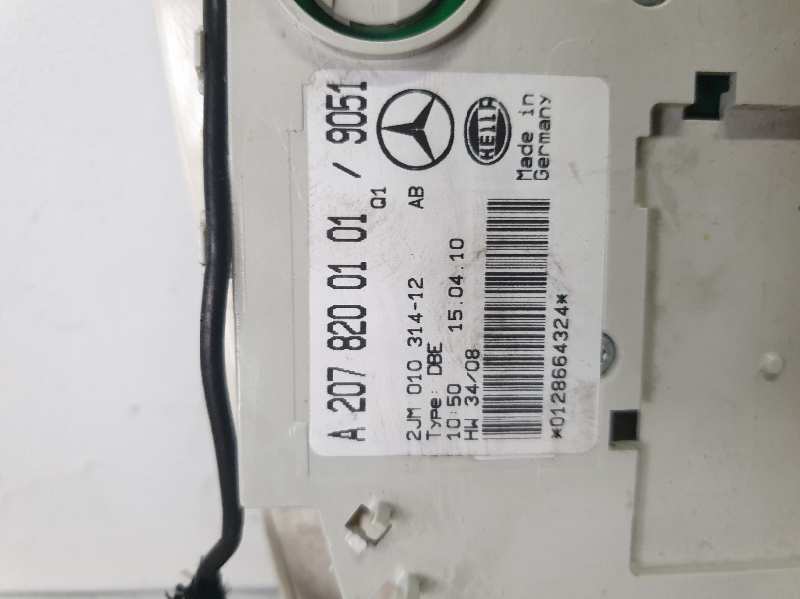 A 207 820 01 01 / 9051
Q1
2JM 010 314-12 AB
Type: DBE
10:50 15.04.10
HW 34/08
HELLA
Made in
Germany
*0128664324*